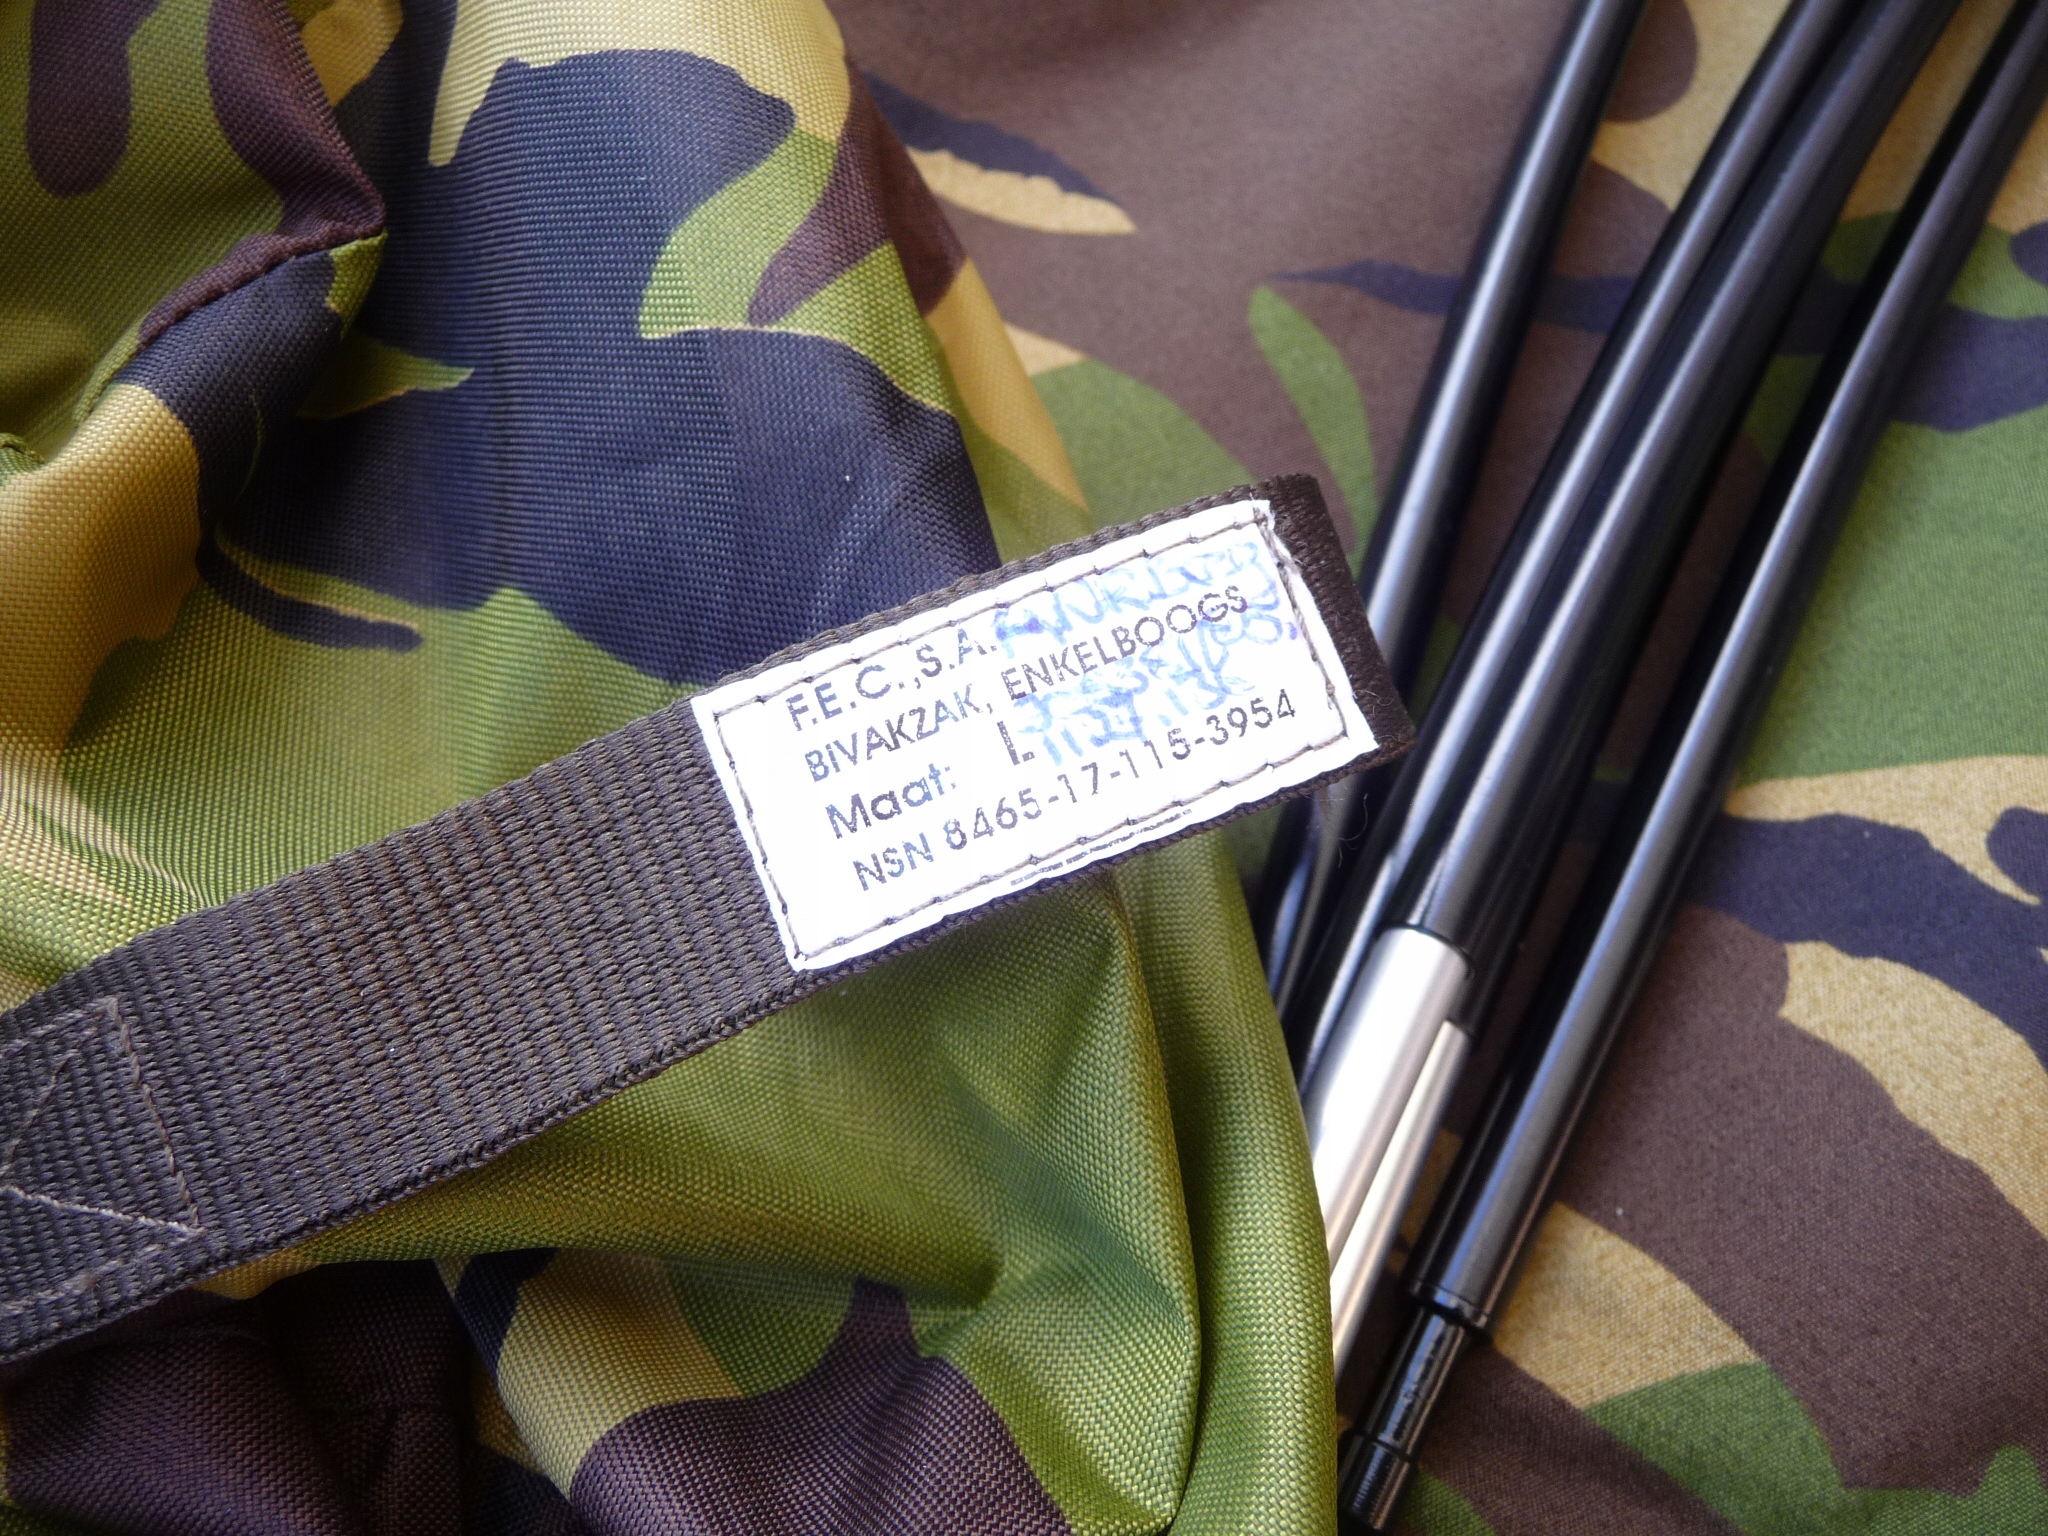 F.E.C.,S.A.
BIVAKZAK, ENKELBOOGS
Maat: L
NSN 8465-17-115-3954